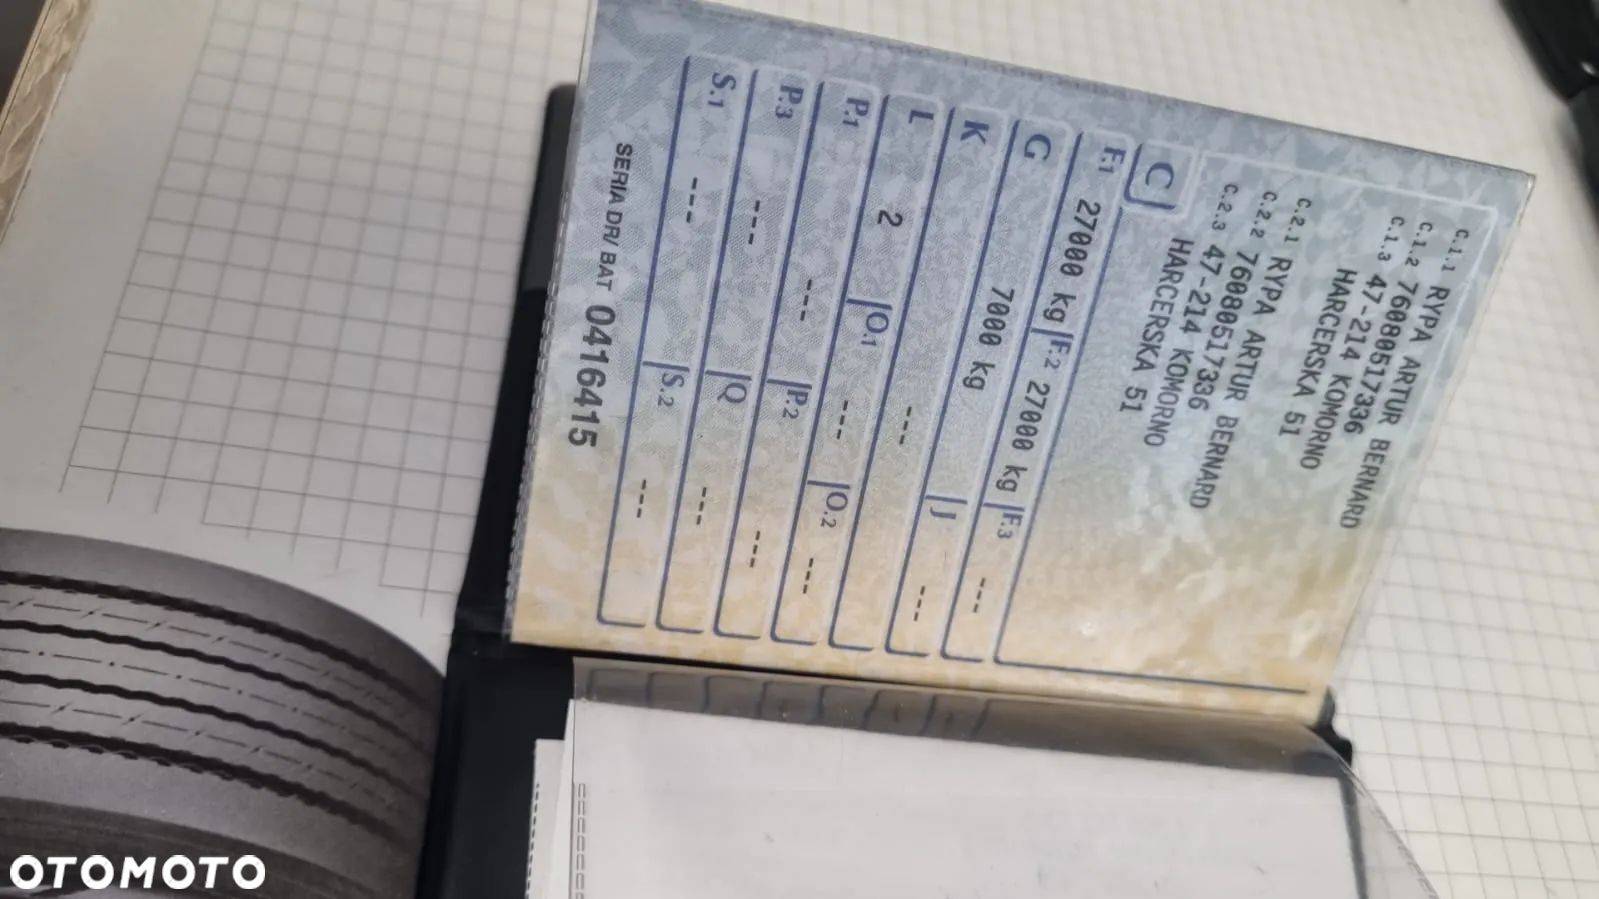 C.1.1 RYPA ARTUR BERNARD
C.1.2 76080517336
C.1.3 47-214 KOMORNO
HARCERSKA 51
C.2.1 RYPA ARTUR BERNARD
C.2.2 76080517336
C.2.3 47-214 KOMORNO
HARCERSKA 51
C
F.1 27000 kg F.2 27000 kg F.3 ---
G 7000 kg J ---
K ---
L 2 O.1 --- O.2 ---
P.1 --- P.2 ---
P.3 --- Q ---
S.1 --- S.2 ---
SERIA DR/BAT 0416415
OTOMOTO